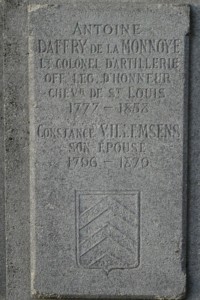 ANTOINE
DAFFRY DE LA MONNOYE
LT COLONEL D'ARTILLERIE
OFF. LEG. D'HONNEUR
CHEVR DE ST LOUIS
1777 - 1858
CONSTANCE VILLEMSENS
SON ÉPOUSE
1796 - 1879